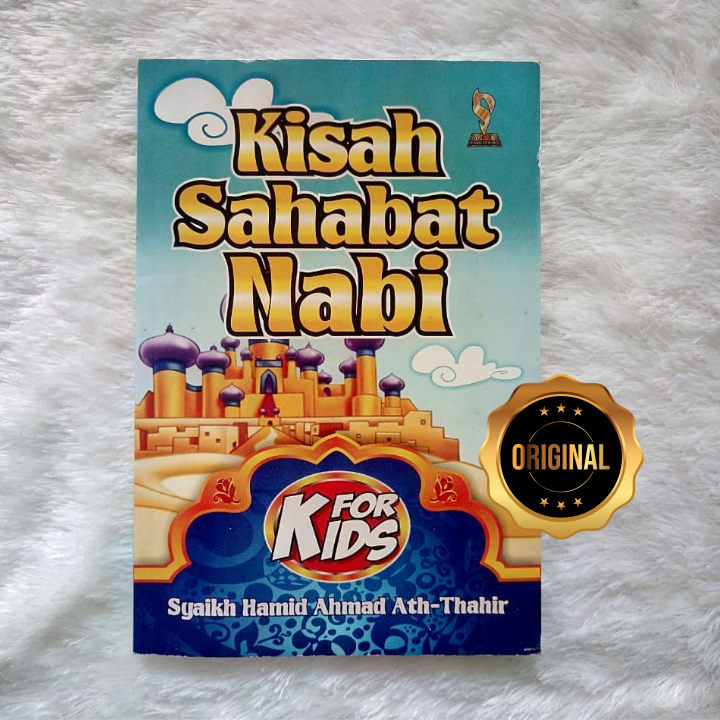 Kisah
Sahabat
Nabi
FOR
KIDS
Syaikh Hamid Ahmad Ath-Thahir
ORIGINAL